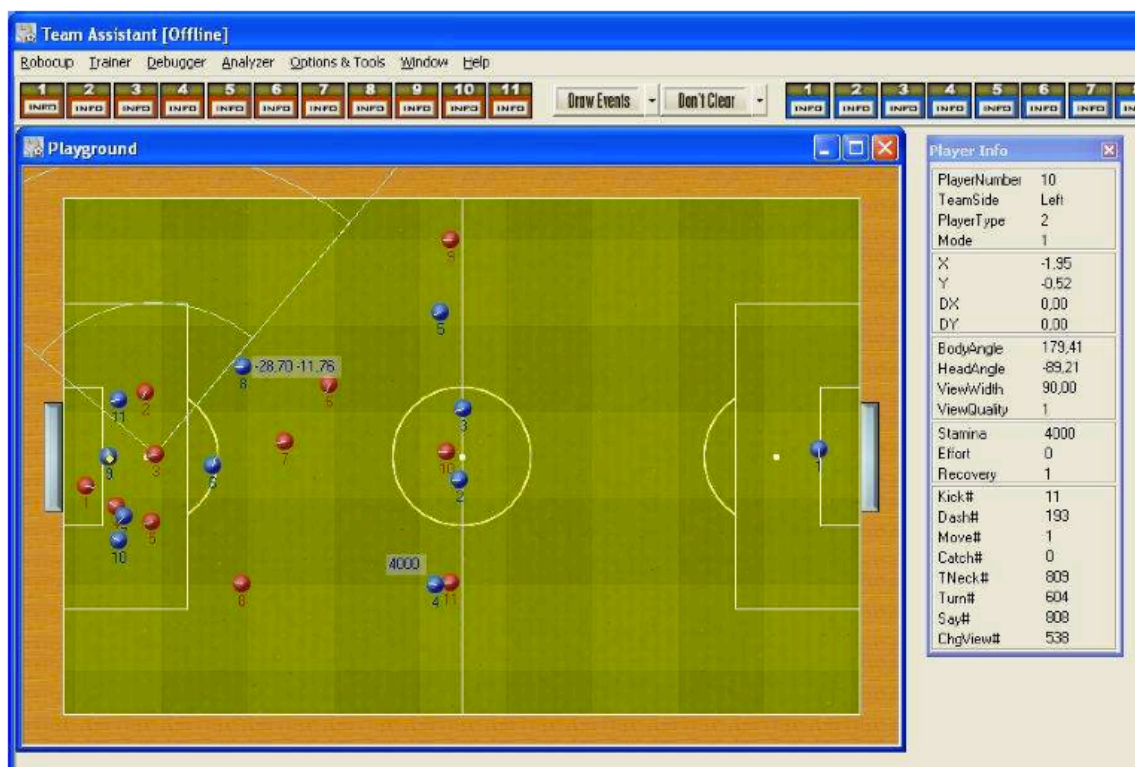 Team Assistant [Offline]
Robocup Trainer Debugger Analyzer Options & Tools Window Help
1 2 3 4 5 6 7 8 9 10 11 1 2 3 4 5 6 7
INFO INFO INFO INFO INFO INFO INFO INFO INFO INFO INFO Draw Events Don't Clear INFO INFO INFO INFO INFO INFO INFO
Playground
Player Info
PlayerNumber 10
TeamSide Left
PlayerType 2
Mode 1
X -1,95
Y -0,52
DX 0,00
DY 0,00
BodyAngle 179,41
HeadAngle -89,21
ViewWidth 90,00
ViewQuality 1
Stamina 4000
Effort 0
Recovery 1
Kick# 11
Dash# 193
Move# 1
Catch# 0
TNeck# 809
Turn# 604
Say# 808
ChgView# 538
9
5
-28,70 -11,76
8
11
2
3
3
7
10
1
9
1
2
5
10
4000
4
11